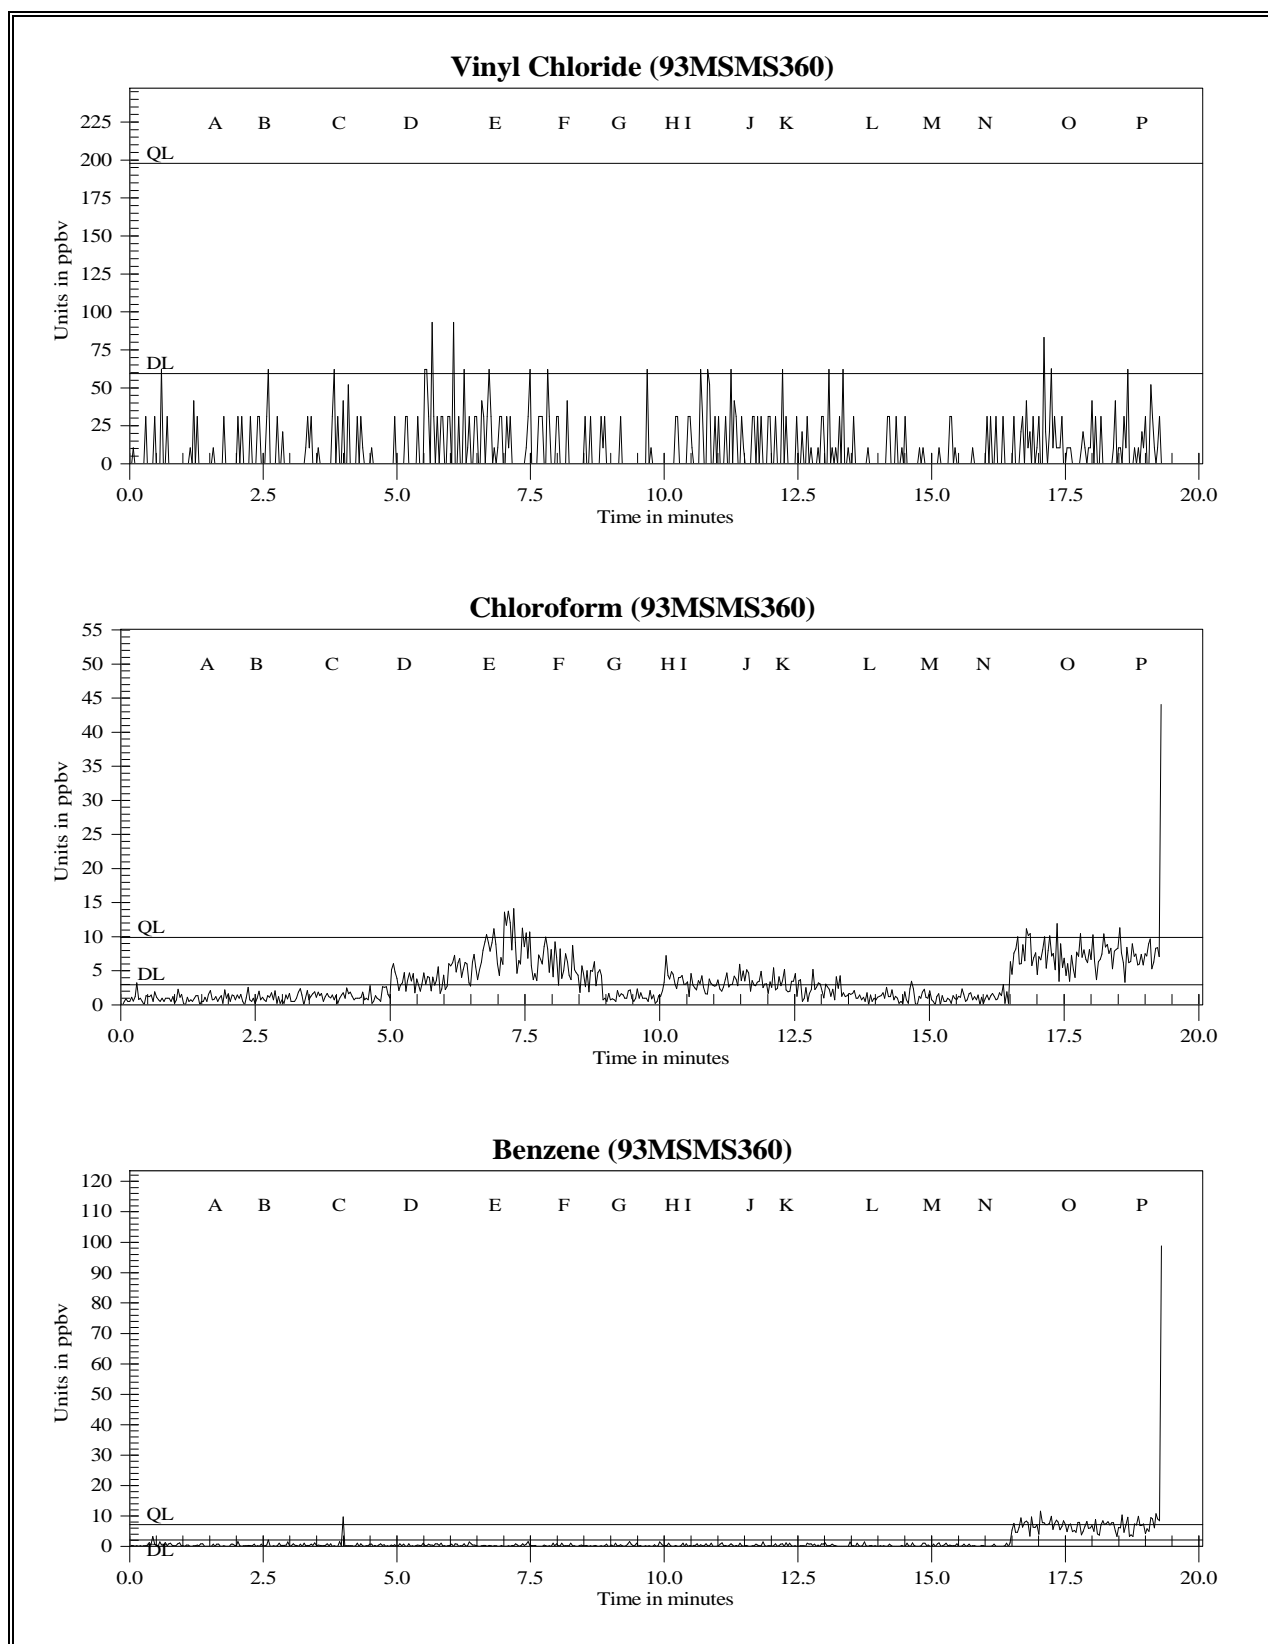 Vinyl Chloride (93MSMS360)
A B C D E F G H I J K L M N O P
225
QL
200
175
150
125
100
75
DL
50
25
0
Units in ppbv
0.0 2.5 5.0 7.5 10.0 12.5 15.0 17.5 20.0
Time in minutes
Chloroform (93MSMS360)
55
50
A B C D E F G H I J K L M N O P
45
40
35
30
25
20
15
QL
10
5
DL
0
Units in ppbv
0.0 2.5 5.0 7.5 10.0 12.5 15.0 17.5 20.0
Time in minutes
Benzene (93MSMS360)
120
110
A B C D E F G H I J K L M N O P
100
90
80
70
60
50
40
30
20
10
QL
0
DL
Units in ppbv
0.0 2.5 5.0 7.5 10.0 12.5 15.0 17.5 20.0
Time in minutes